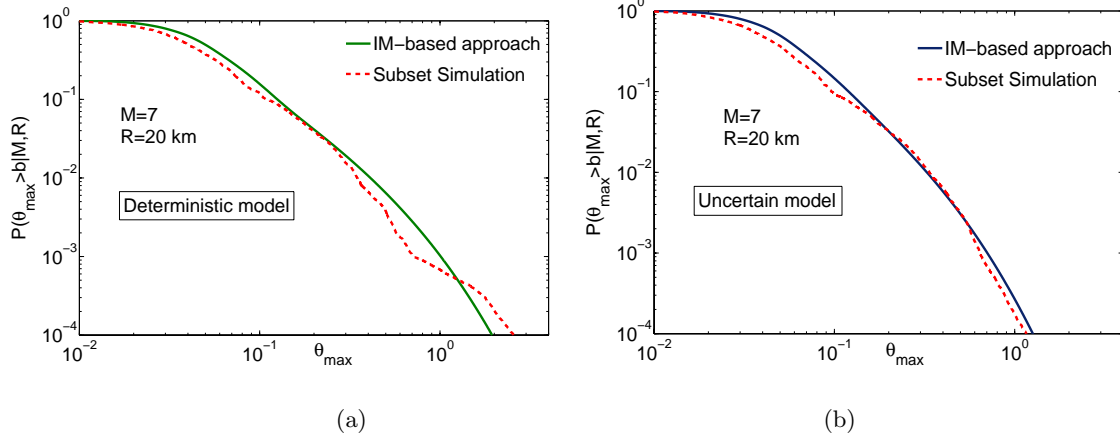 10^0
10^-1
10^-2
10^-3
10^-4
10^-2
10^-1
10^0
P(θ_max>b|M,R)
θ_max
IM-based approach
Subset Simulation
M=7
R=20 km
Deterministic model
(a)
10^0
10^-1
10^-2
10^-3
10^-4
10^-2
10^-1
10^0
P(θ_max>b|M,R)
θ_max
IM-based approach
Subset Simulation
M=7
R=20 km
Uncertain model
(b)